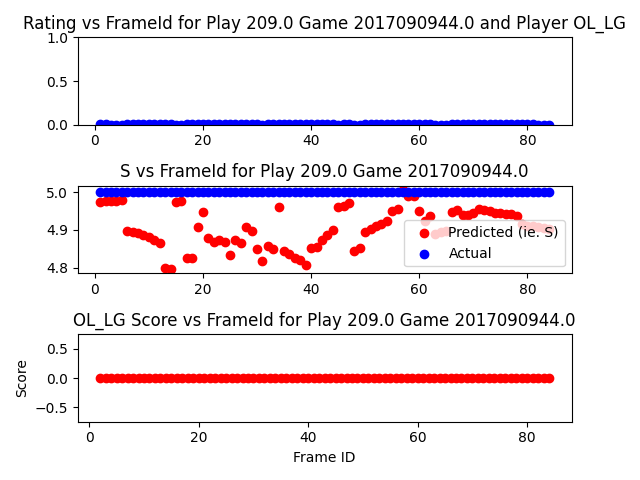 Rating vs FrameId for Play 209.0 Game 2017090944.0 and Player OL_LG
1.0
0.5
0.0
0 20 40 60 80
S vs FrameId for Play 209.0 Game 2017090944.0
5.0
4.9
4.8
Predicted (ie. S)
Actual
0 20 40 60 80
OL_LG Score vs FrameId for Play 209.0 Game 2017090944.0
Score
0.5
0.0
−0.5
0 20 40 60 80
Frame ID